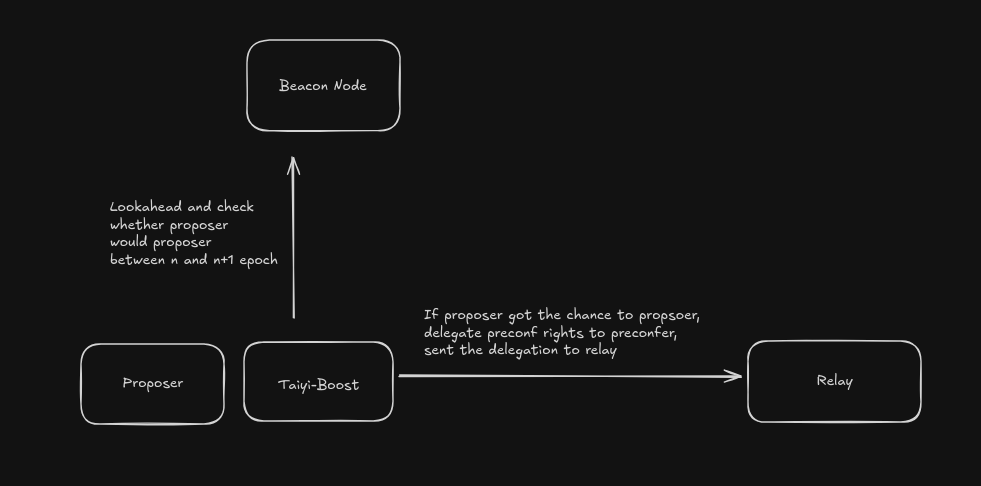 Beacon Node
Lookahead and check
whether proposer
would proposer
between n and n+1 epoch
If proposer got the chance to propsoer,
delegate preconf rights to preconfer,
sent the delegation to relay
Proposer
Taiyi-Boost
Relay